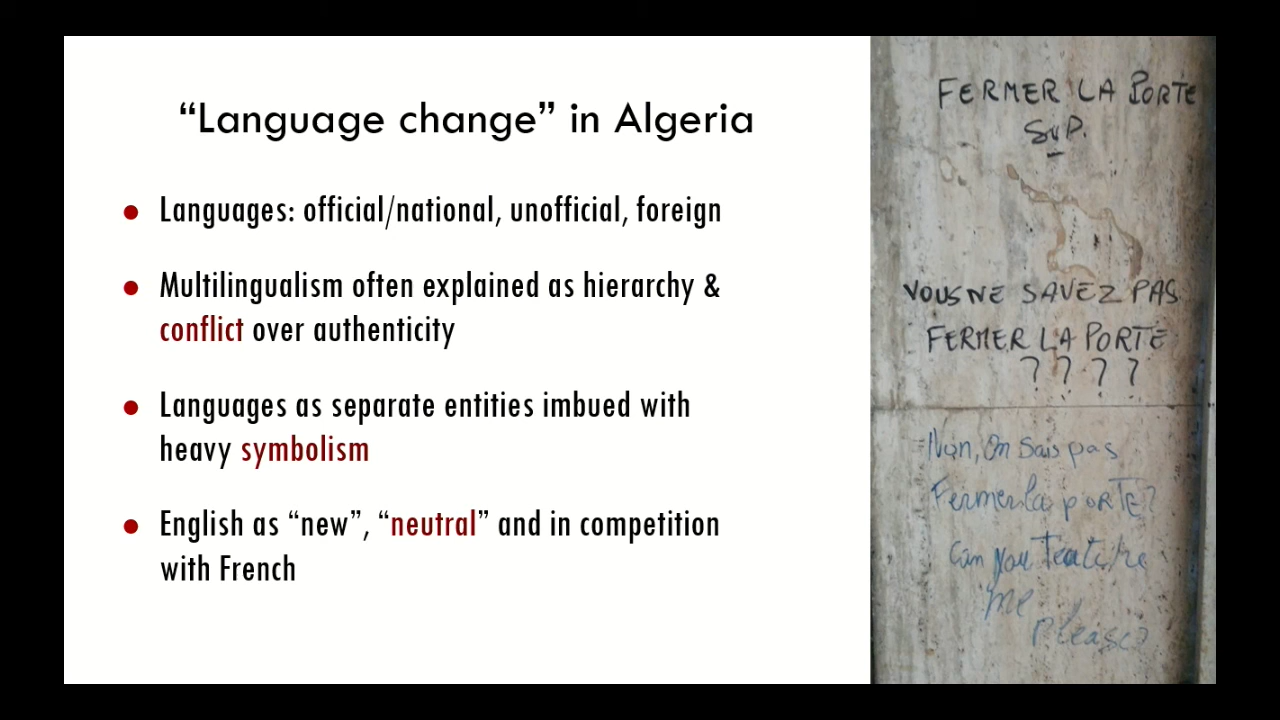 “Language change” in Algeria
● Languages: official/national, unofficial, foreign
● Multilingualism often explained as hierarchy &
conflict over authenticity
● Languages as separate entities imbued with
heavy symbolism
● English as “new”, “neutral” and in competition
with French
FERMER LA PORTE
SVP.
VOUS NE SAVEZ PAS
FERMER LA PORTE
? ? ? ?
Non, on sais pas
Fermer la PORTE?
Can you
me
Please?